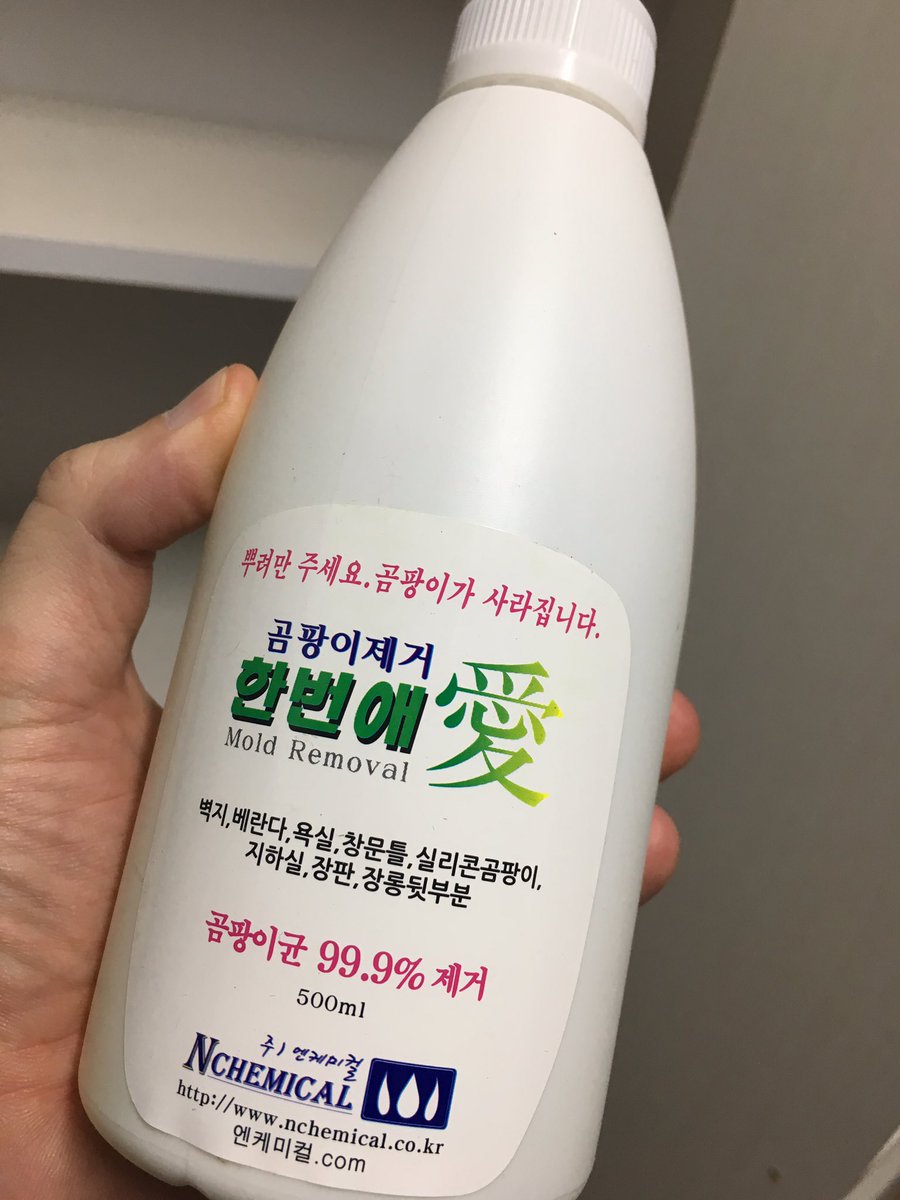 뿌려만 주세요.곰팡이가 사라집니다.
곰팡이제거
한번애 愛
Mold Removal
벽지,베란다,욕실,창문틀,실리콘곰팡이,
지하실,장판,장롱뒷부분
곰팡이균 99.9% 제거
500ml
주) 엔케미컬
NCHEMICAL
http://www.nchemical.co.kr
엔케미컬.com